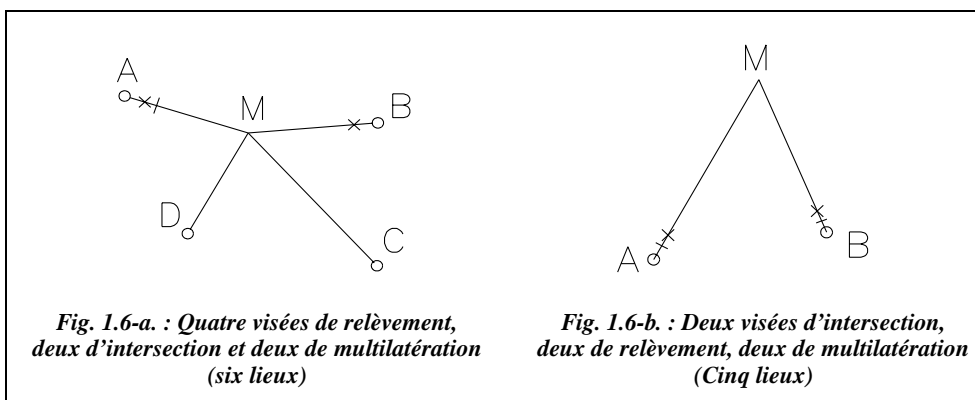 A
M
B
D
C
M
A
B
Fig. 1.6-a. : Quatre visées de relèvement,
deux d'intersection et deux de multilatération
(six lieux)
Fig. 1.6-b. : Deux visées d'intersection,
deux de relèvement, deux de multilatération
(Cinq lieux)